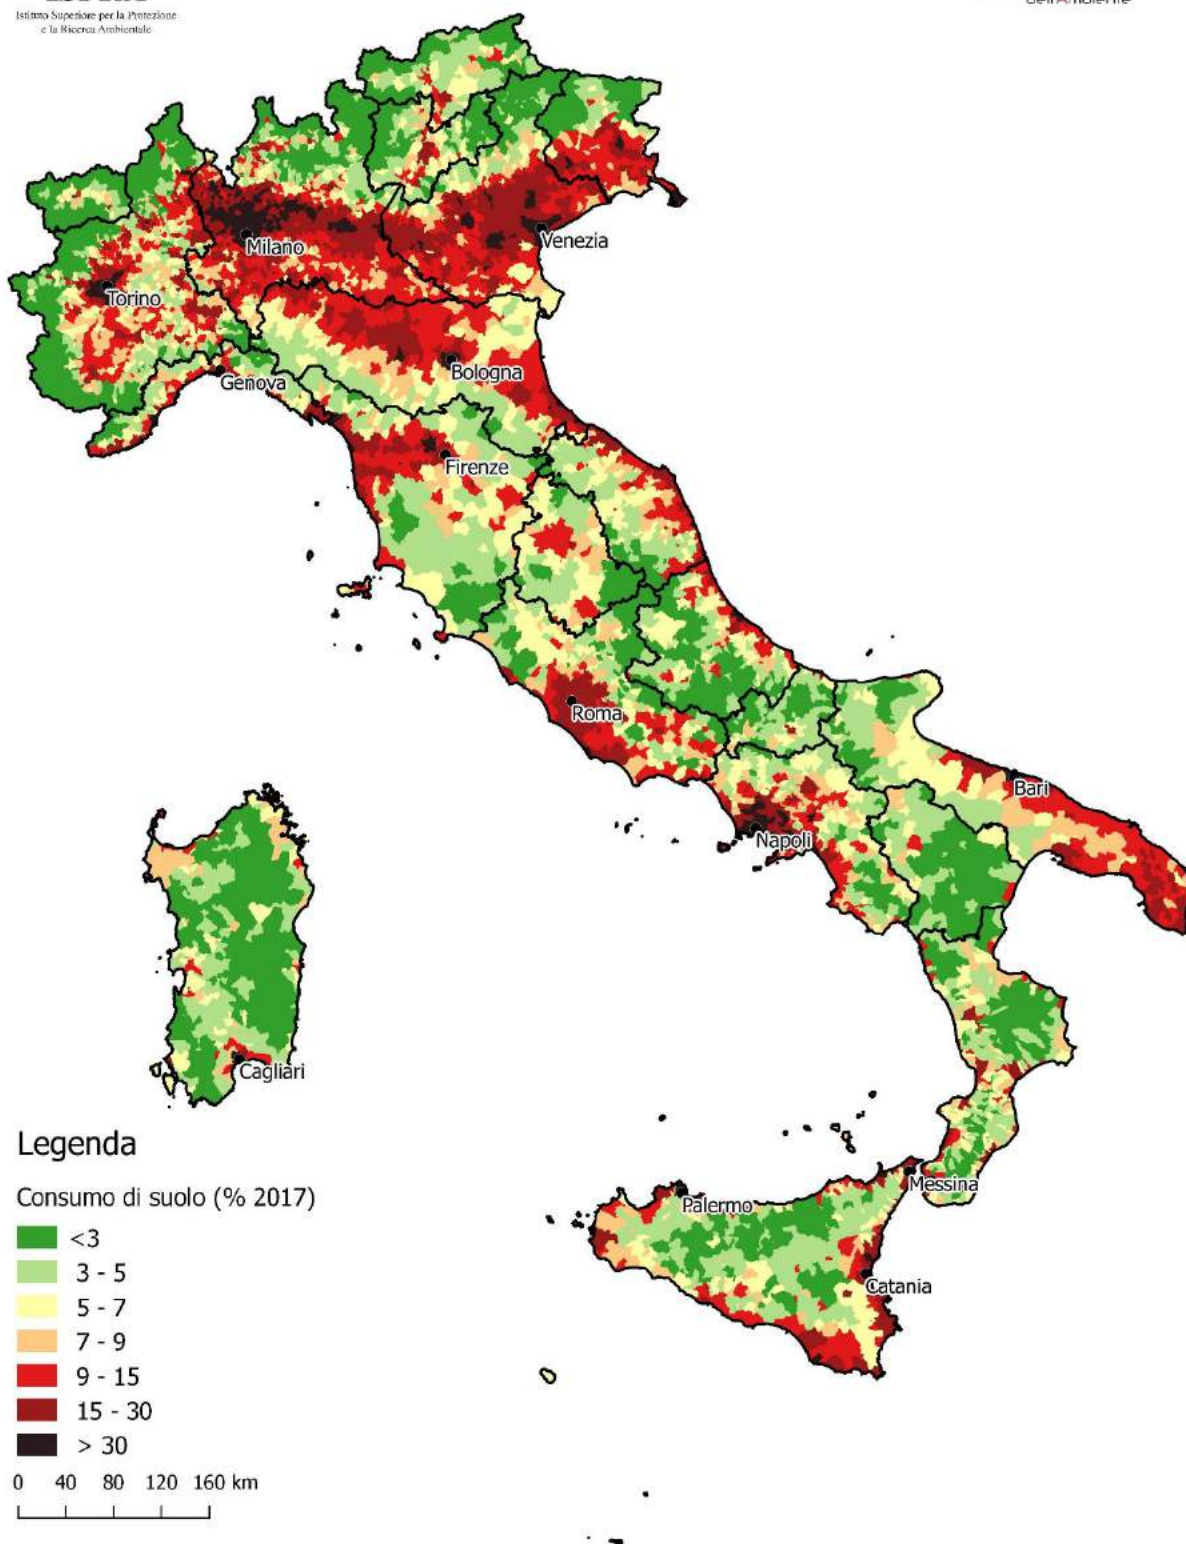 Istituto Superiore per la Protezione
e la Ricerca Ambientale
dell'Ambiente
Milano
Venezia
Torino
Bologna
Genova
Firenze
Roma
Bari
Napoli
Cagliari
Messina
Palermo
Catania
Legenda
Consumo di suolo (% 2017)
<3
3 - 5
5 - 7
7 - 9
9 - 15
15 - 30
> 30
0 40 80 120 160 km